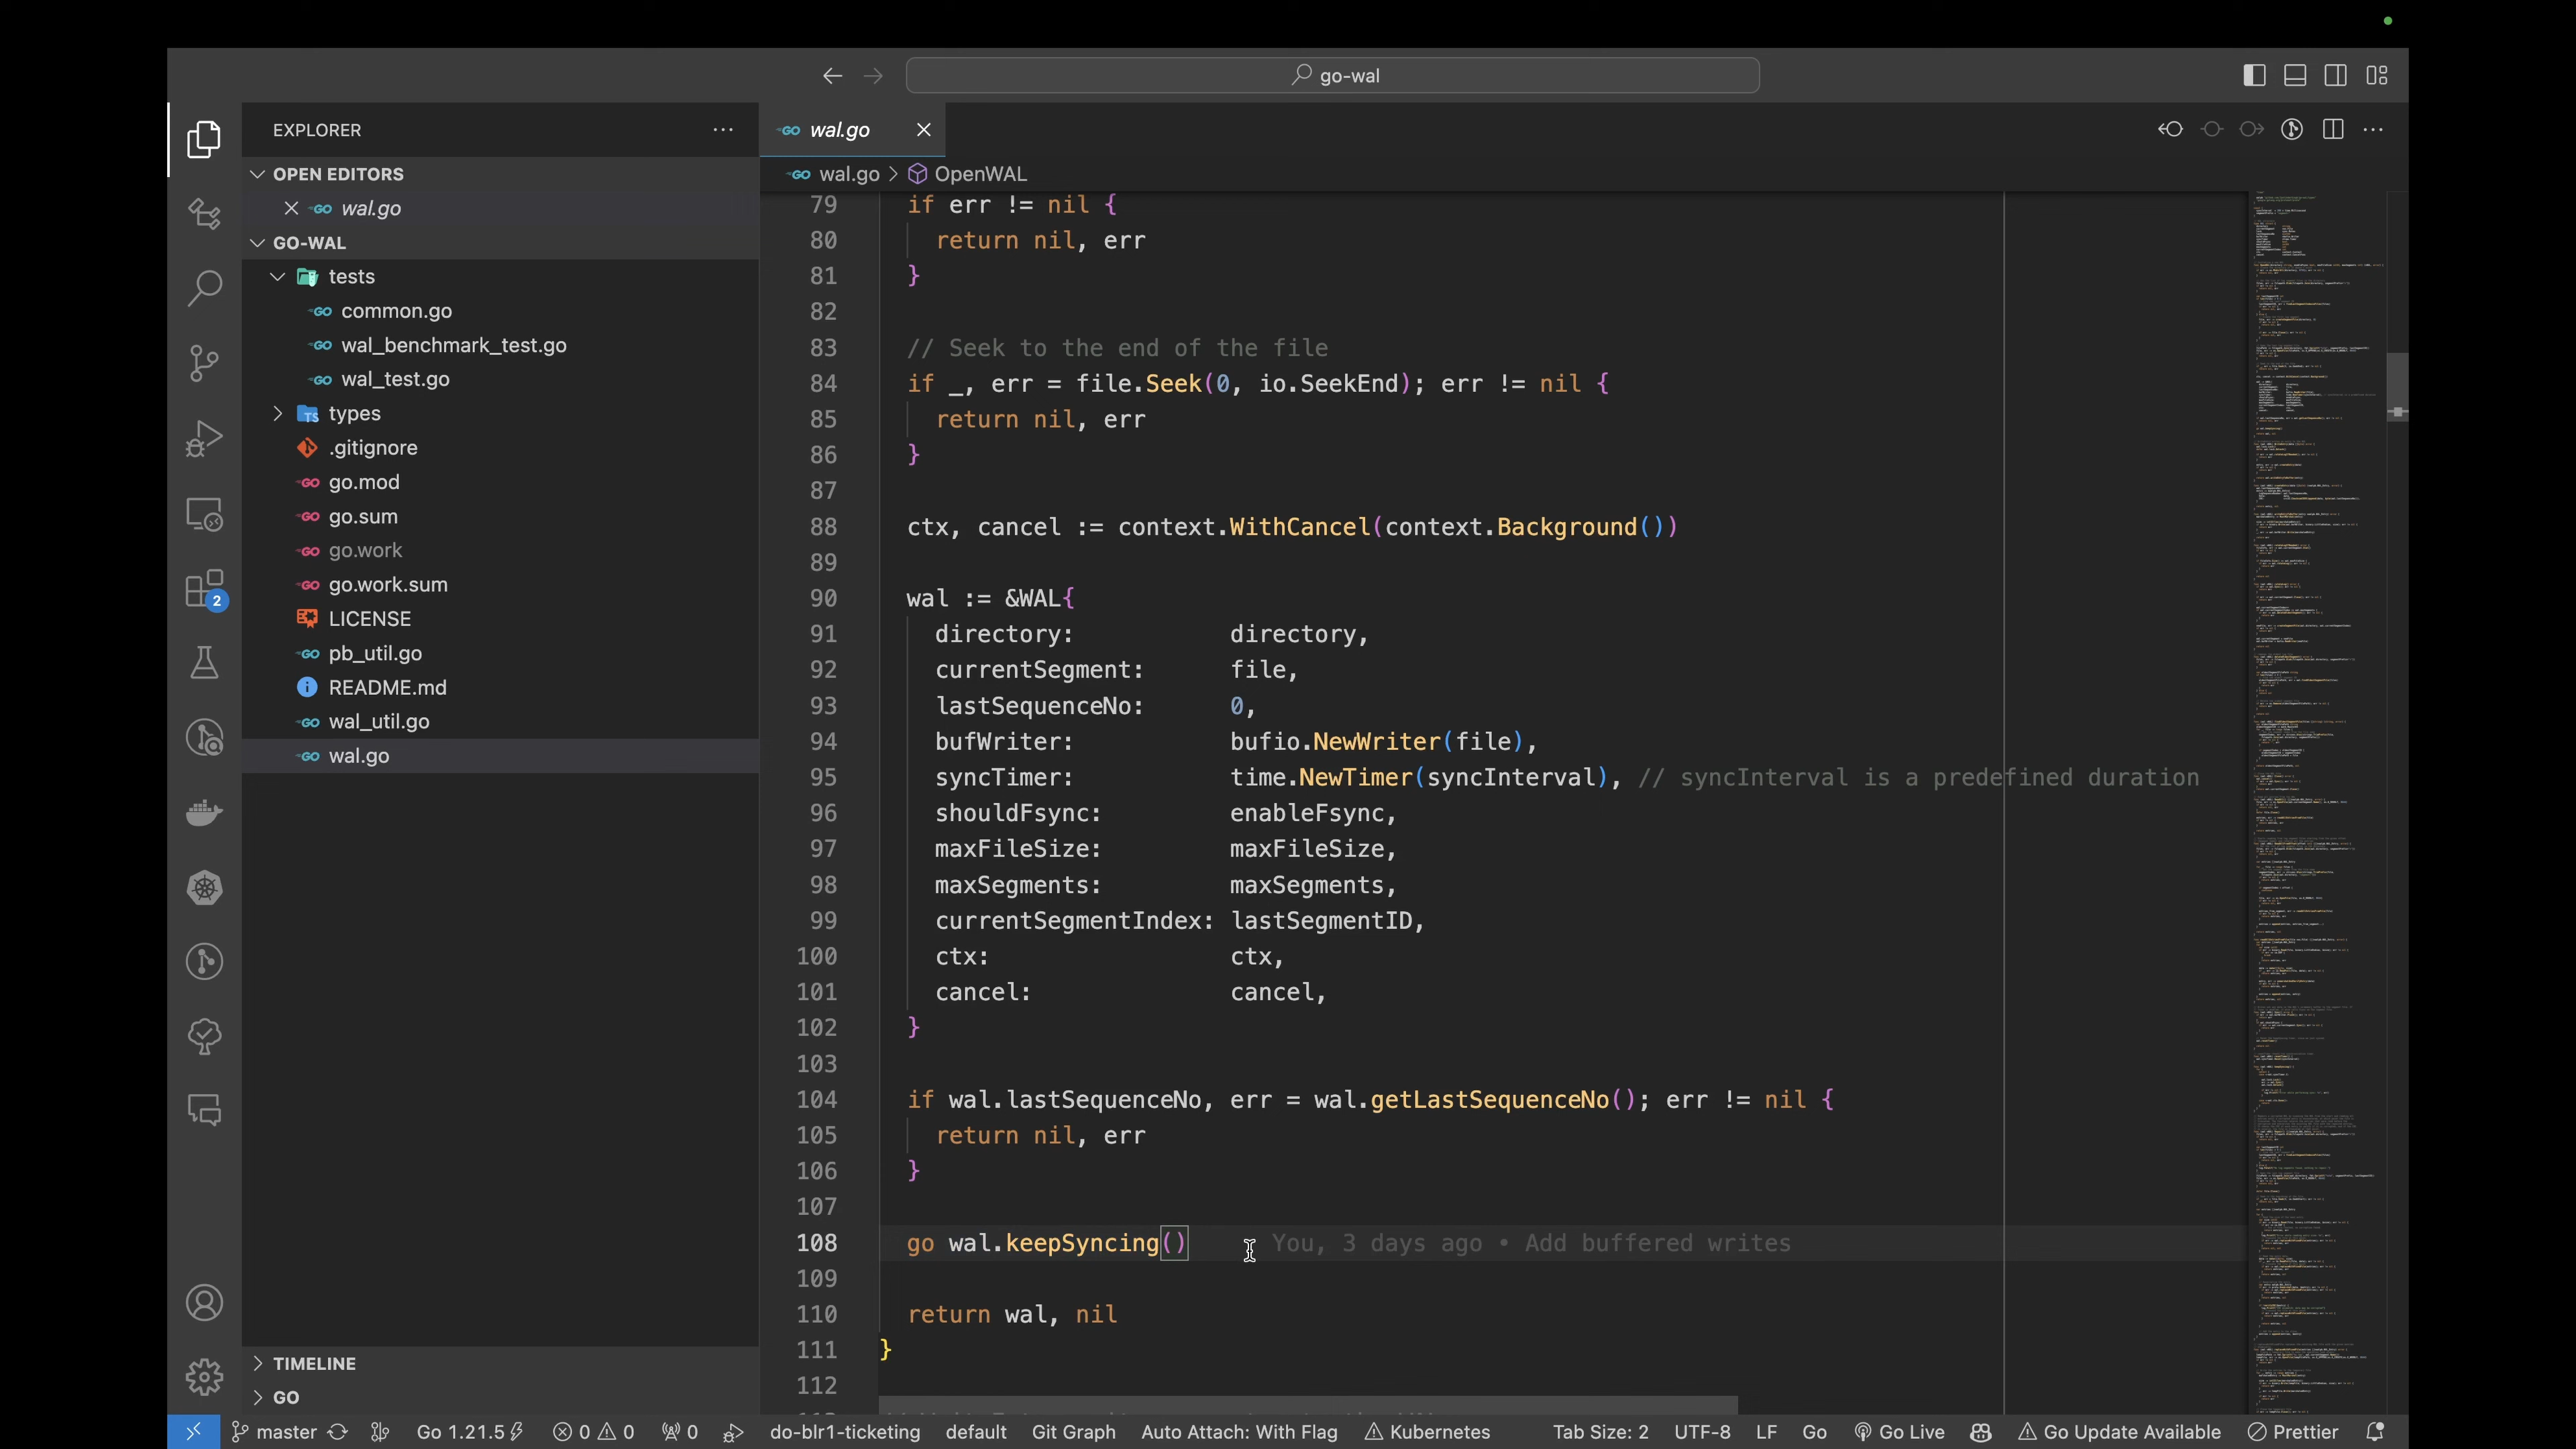 go-wal
EXPLORER
wal.go
OPEN EDITORS
wal.go > OpenWAL
wal.go
GO-WAL
tests
common.go
wal_benchmark_test.go
wal_test.go
types
.gitignore
go.mod
go.sum
go.work
go.work.sum
LICENSE
pb_util.go
README.md
wal_util.go
wal.go
2
TIMELINE
GO
79 if err != nil {
80 return nil, err
81 }
82
83 // Seek to the end of the file
84 if _, err = file.Seek(0, io.SeekEnd); err != nil {
85 return nil, err
86 }
87
88 ctx, cancel := context.WithCancel(context.Background())
89
90 wal := &WAL{
91 directory: directory,
92 currentSegment: file,
93 lastSequenceNo: 0,
94 bufWriter: bufio.NewWriter(file),
95 syncTimer: time.NewTimer(syncInterval), // syncInterval is a predefined duration
96 shouldFsync: enableFsync,
97 maxFileSize: maxFileSize,
98 maxSegments: maxSegments,
99 currentSegmentIndex: lastSegmentID,
100 ctx: ctx,
101 cancel: cancel,
102 }
103
104 if wal.lastSequenceNo, err = wal.getLastSequenceNo(); err != nil {
105 return nil, err
106 }
107
108 go wal.keepSyncing() You, 3 days ago • Add buffered writes
109
110 return wal, nil
111 }
112
master Go 1.21.5 0 0 0 do-blr1-ticketing default Git Graph Auto Attach: With Flag Kubernetes Tab Size: 2 UTF-8 LF Go Go Live Go Update Available Prettier